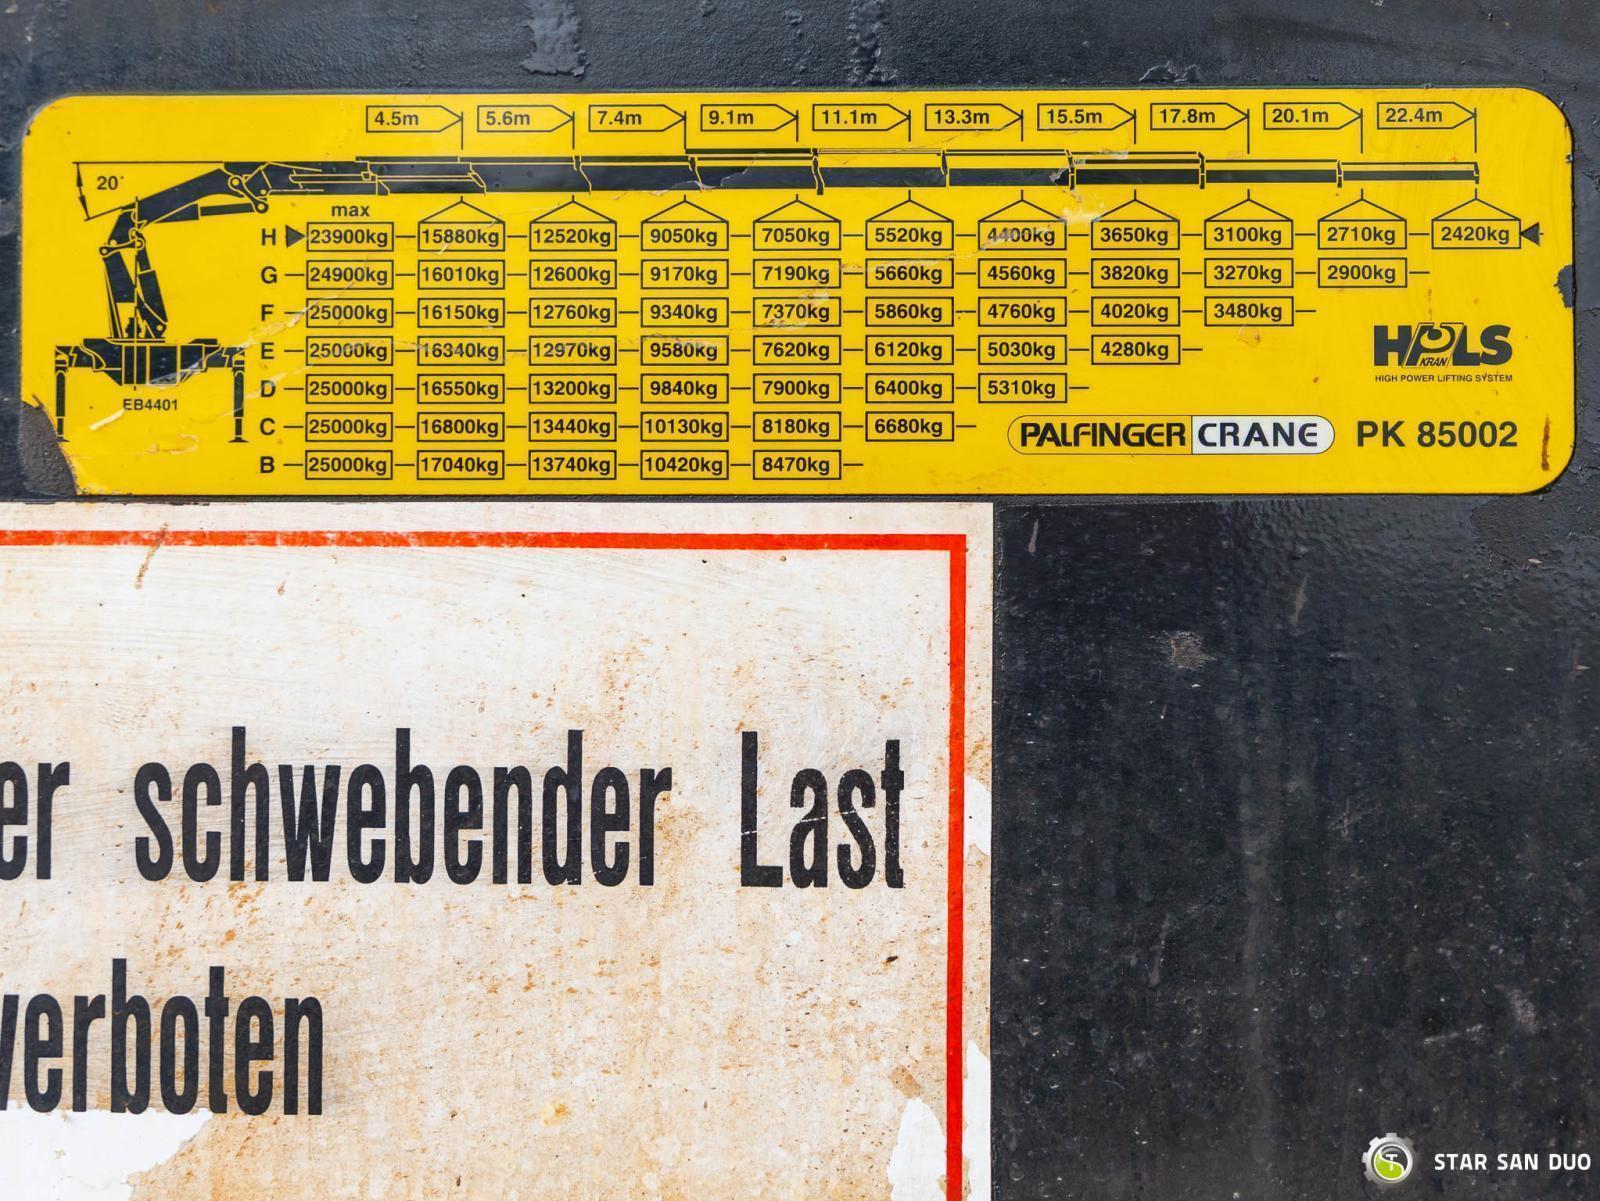 4.5m 5.6m 7.4m 9.1m 11.1m 13.3m 15.5m 17.8m 20.1m 22.4m
20°
max
H 23900kg 15880kg 12520kg 9050kg 7050kg 5520kg 4400kg 3650kg 3100kg 2710kg 2420kg
G 24900kg 16010kg 12600kg 9170kg 7190kg 5660kg 4560kg 3820kg 3270kg 2900kg
F 25000kg 16150kg 12760kg 9340kg 7370kg 5860kg 4760kg 4020kg 3480kg
E 25000kg 16340kg 12970kg 9580kg 7620kg 6120kg 5030kg 4280kg
D 25000kg 16550kg 13200kg 9840kg 7900kg 6400kg 5310kg
C 25000kg 16800kg 13440kg 10130kg 8180kg 6680kg
B 25000kg 17040kg 13740kg 10420kg 8470kg
EB4401
HPLS
KRAN
HIGH POWER LIFTING SYSTEM
PALFINGER CRANE PK 85002
er schwebender Last
verboten
ST STAR SAN DUO